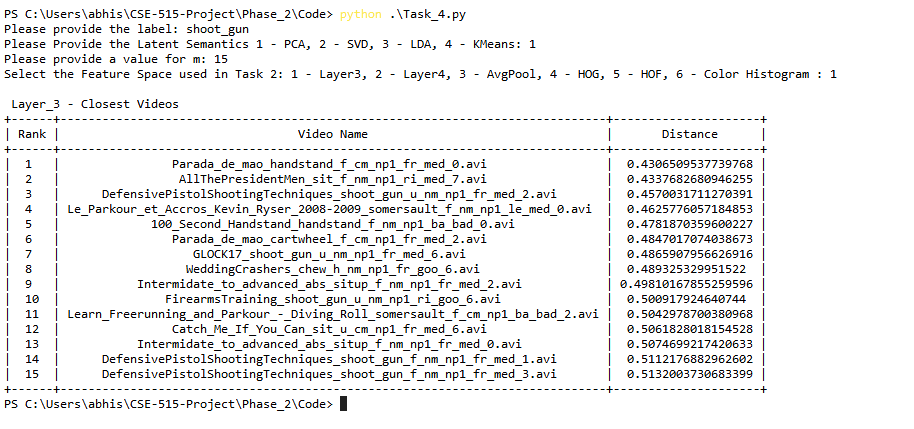 PS C:\Users\abhis\CSE-515-Project\Phase_2\Code> python .\Task_4.py
Please provide the label: shoot_gun
Please Provide the Latent Semantics 1 - PCA, 2 - SVD, 3 - LDA, 4 - KMeans: 1
Please provide a value for m: 15
Select the Feature Space used in Task 2: 1 - Layer3, 2 - Layer4, 3 - AvgPool, 4 - HOG, 5 - HOF, 6 - Color Histogram : 1
Layer_3 - Closest Videos
+------+------------------------------------------------------------------------+---------------------+
| Rank | Video Name | Distance |
+------+------------------------------------------------------------------------+---------------------+
| 1 | Parada_de_mao_handstand_f_cm_np1_fr_med_0.avi | 0.4306509537739768 |
| 2 | AllThePresidentMen_sit_f_nm_np1_ri_med_7.avi | 0.4337682680946255 |
| 3 | DefensivePistolShootingTechniques_shoot_gun_u_nm_np1_fr_med_2.avi | 0.4570031711270391 |
| 4 | Le_Parkour_et_Accros_Kevin_Ryser_2008-2009_somersault_f_nm_np1_le_med_0.avi | 0.4625776057184853 |
| 5 | 100_Second_Handstand_handstand_f_nm_np1_ba_bad_0.avi | 0.4781870359600227 |
| 6 | Parada_de_mao_cartwheel_f_cm_np1_fr_med_2.avi | 0.4847017074038673 |
| 7 | GLOCK17_shoot_gun_u_nm_np1_fr_med_6.avi | 0.4865907956626916 |
| 8 | WeddingCrashers_chew_h_nm_np1_fr_goo_6.avi | 0.489325329951522 |
| 9 | Intermidate_to_advanced_abs_situp_f_nm_np1_fr_med_2.avi | 0.49810167855259596 |
| 10 | FirearmsTraining_shoot_gun_u_nm_np1_ri_goo_6.avi | 0.500917924640744 |
| 11 | Learn_Freerunning_and_Parkour_-_Diving_Roll_somersault_f_cm_np1_ba_bad_2.avi | 0.5042978700380968 |
| 12 | Catch_Me_If_You_Can_sit_u_cm_np1_fr_med_6.avi | 0.5061828018154528 |
| 13 | Intermidate_to_advanced_abs_situp_f_nm_np1_fr_med_0.avi | 0.5074699217420633 |
| 14 | DefensivePistolShootingTechniques_shoot_gun_f_nm_np1_fr_med_1.avi | 0.5112176882962602 |
| 15 | DefensivePistolShootingTechniques_shoot_gun_f_nm_np1_fr_med_3.avi | 0.5132003730683399 |
+------+------------------------------------------------------------------------+---------------------+
PS C:\Users\abhis\CSE-515-Project\Phase_2\Code>